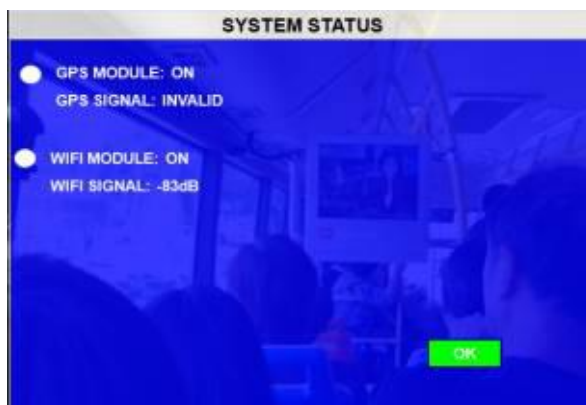 SYSTEM STATUS
GPS MODULE: ON
GPS SIGNAL: INVALID
WIFI MODULE: ON
WIFI SIGNAL: -83dB
OK